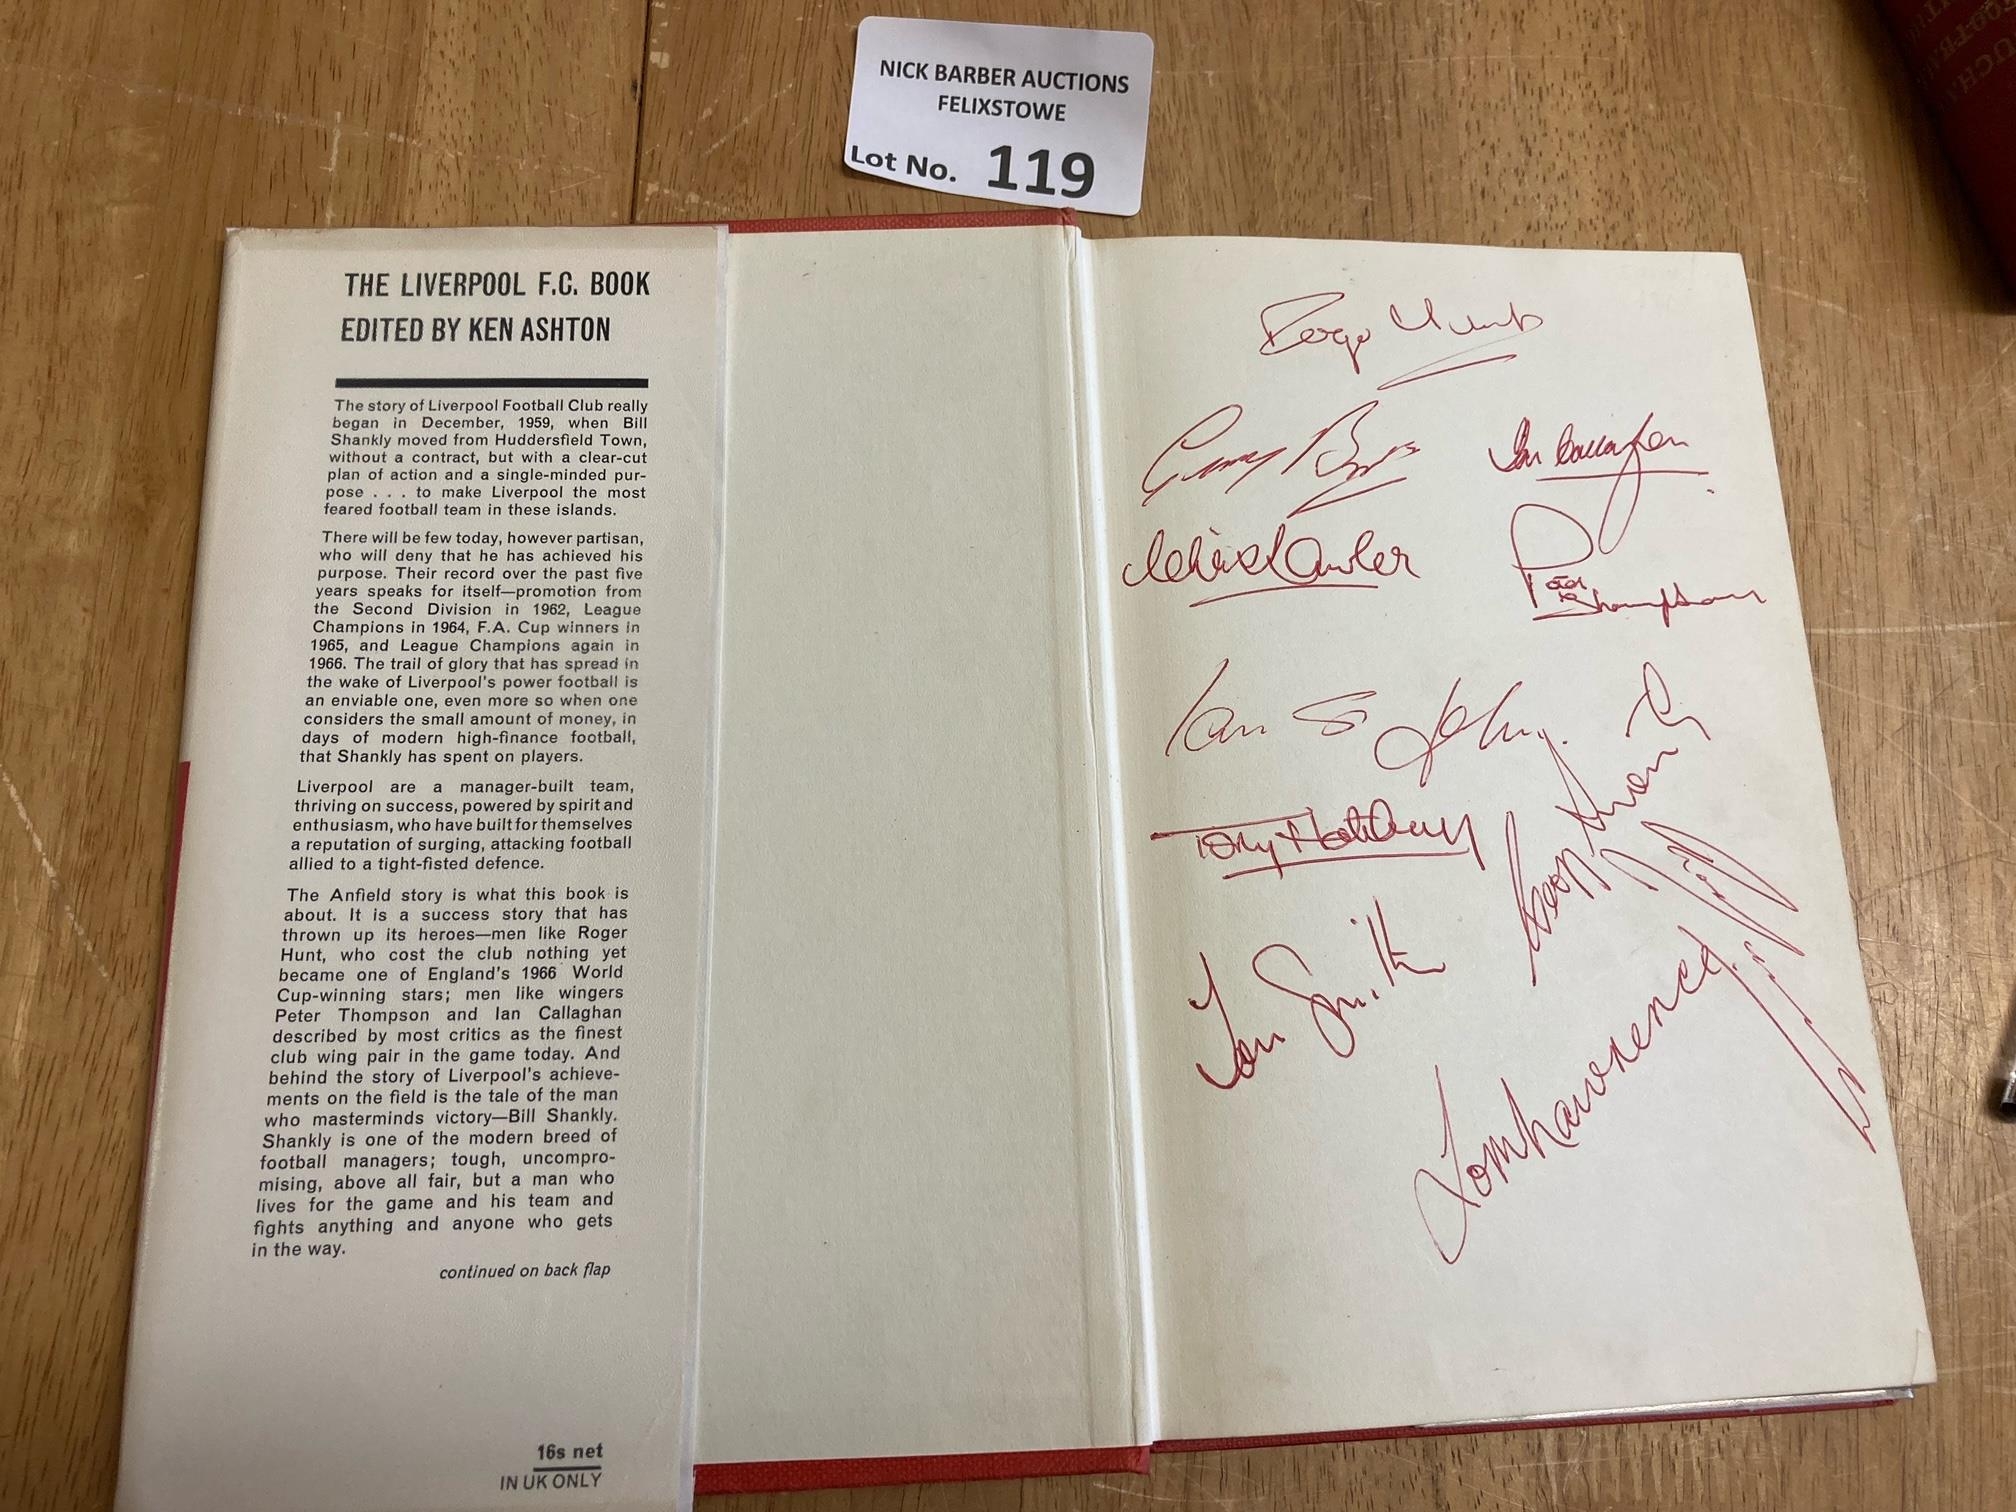 NICK BARBER AUCTIONS
FELIXSTOWE
Lot No. 119
THE LIVERPOOL F.C. BOOK
EDITED BY KEN ASHTON
The story of Liverpool Football Club really
began in December, 1959, when Bill
Shankly moved from Huddersfield Town,
without a contract, but with a clear-cut
plan of action and a single-minded pur-
pose . . . to make Liverpool the most
feared football team in these islands.
There will be few today, however partisan,
who will deny that he has achieved his
purpose. Their record over the past five
years speaks for itself—promotion from
the Second Division in 1962, League
Champions in 1964, F.A. Cup winners in
1965, and League Champions again in
1966. The trail of glory that has spread in
the wake of Liverpool's power football is
an enviable one, even more so when one
considers the small amount of money, in
days of modern high-finance football,
that Shankly has spent on players.
Liverpool are a manager-built team,
thriving on success, powered by spirit and
enthusiasm, who have built for themselves
a reputation of surging, attacking football
allied to a tight-fisted defence.
The Anfield story is what this book is
about. It is a success story that has
thrown up its heroes—men like Roger
Hunt, who cost the club nothing yet
became one of England's 1966 World
Cup-winning stars; men like wingers
Peter Thompson and Ian Callaghan
described by most critics as the finest
club wing pair in the game today. And
behind the story of Liverpool's achieve-
ments on the field is the tale of the man
who masterminds victory—Bill Shankly.
Shankly is one of the modern breed of
football managers; tough, uncompro-
mising, above all fair, but a man who
lives for the game and his team and
fights anything and anyone who gets
in the way.
continued on back flap
16s net
IN UK ONLY
Roger Hunt
Gerry Byrne
Ian Callaghan
Chris Lawler
Peter Thompson
Ian St John
Tony Hateley
Geoff Strong
Tom Smith
Tom Lawrence